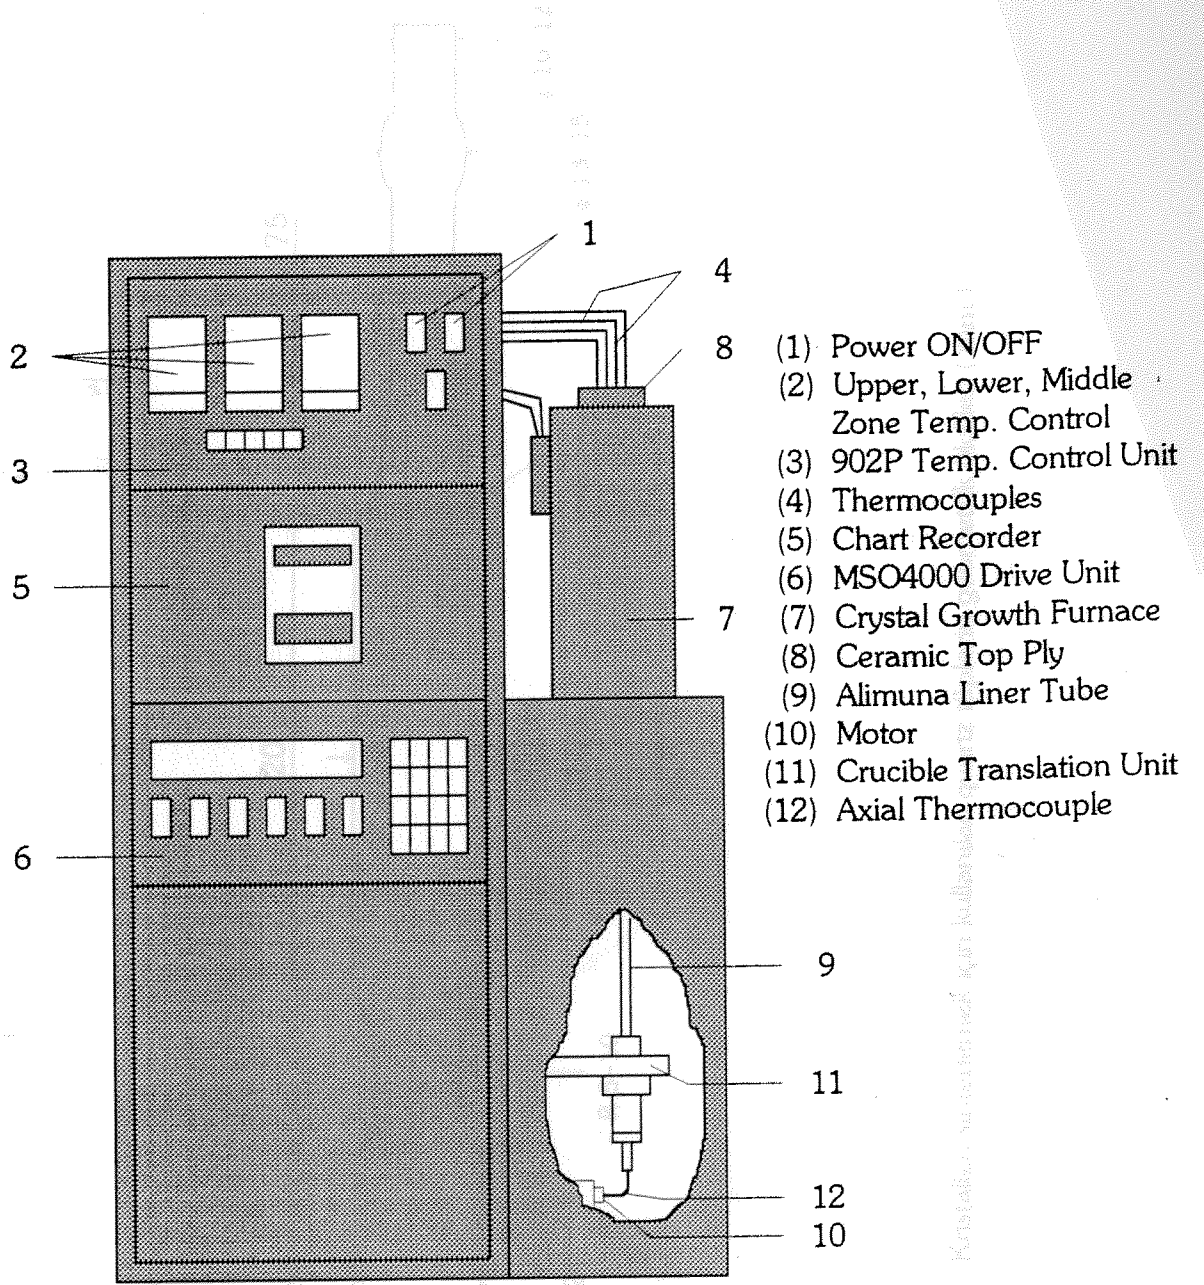 1
4
2
8
3
5
7
6
9
11
12
10
(1) Power ON/OFF
(2) Upper, Lower, Middle
Zone Temp. Control
(3) 902P Temp. Control Unit
(4) Thermocouples
(5) Chart Recorder
(6) MSO4000 Drive Unit
(7) Crystal Growth Furnace
(8) Ceramic Top Ply
(9) Alimuna Liner Tube
(10) Motor
(11) Crucible Translation Unit
(12) Axial Thermocouple